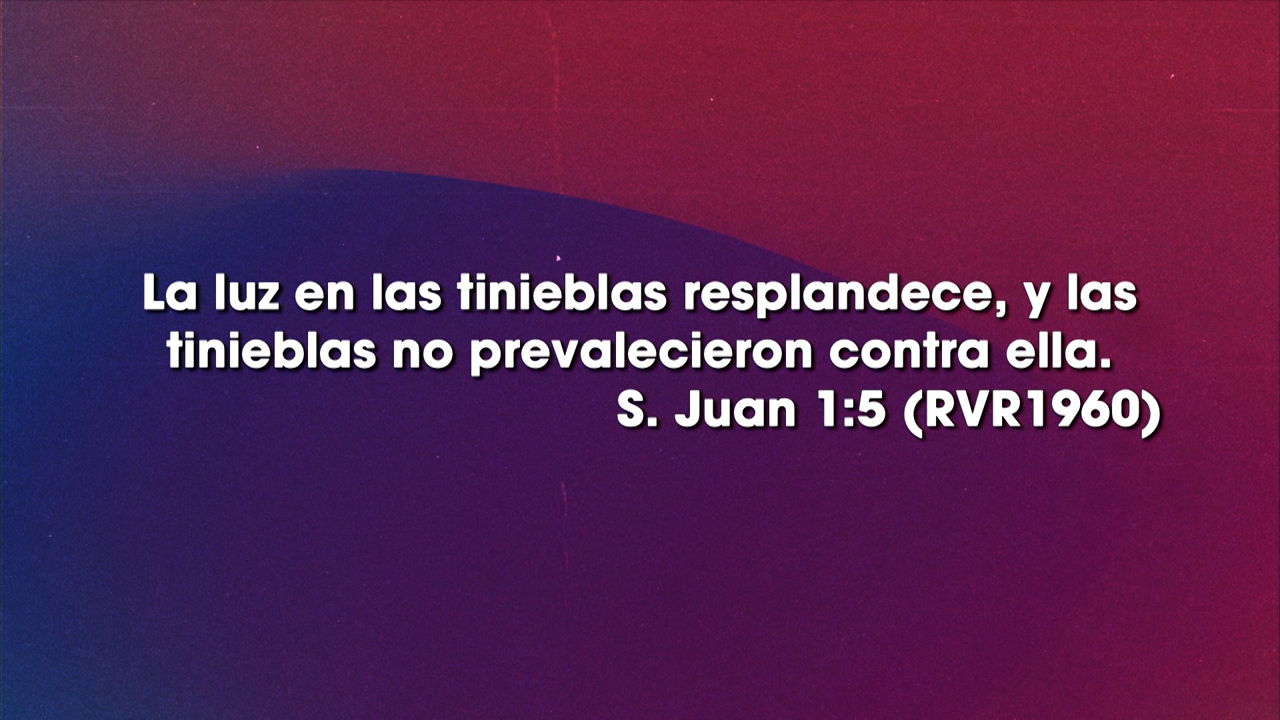 La luz en las tinieblas resplandece, y las
tinieblas no prevalecieron contra ella.
S. Juan 1:5 (RVR1960)